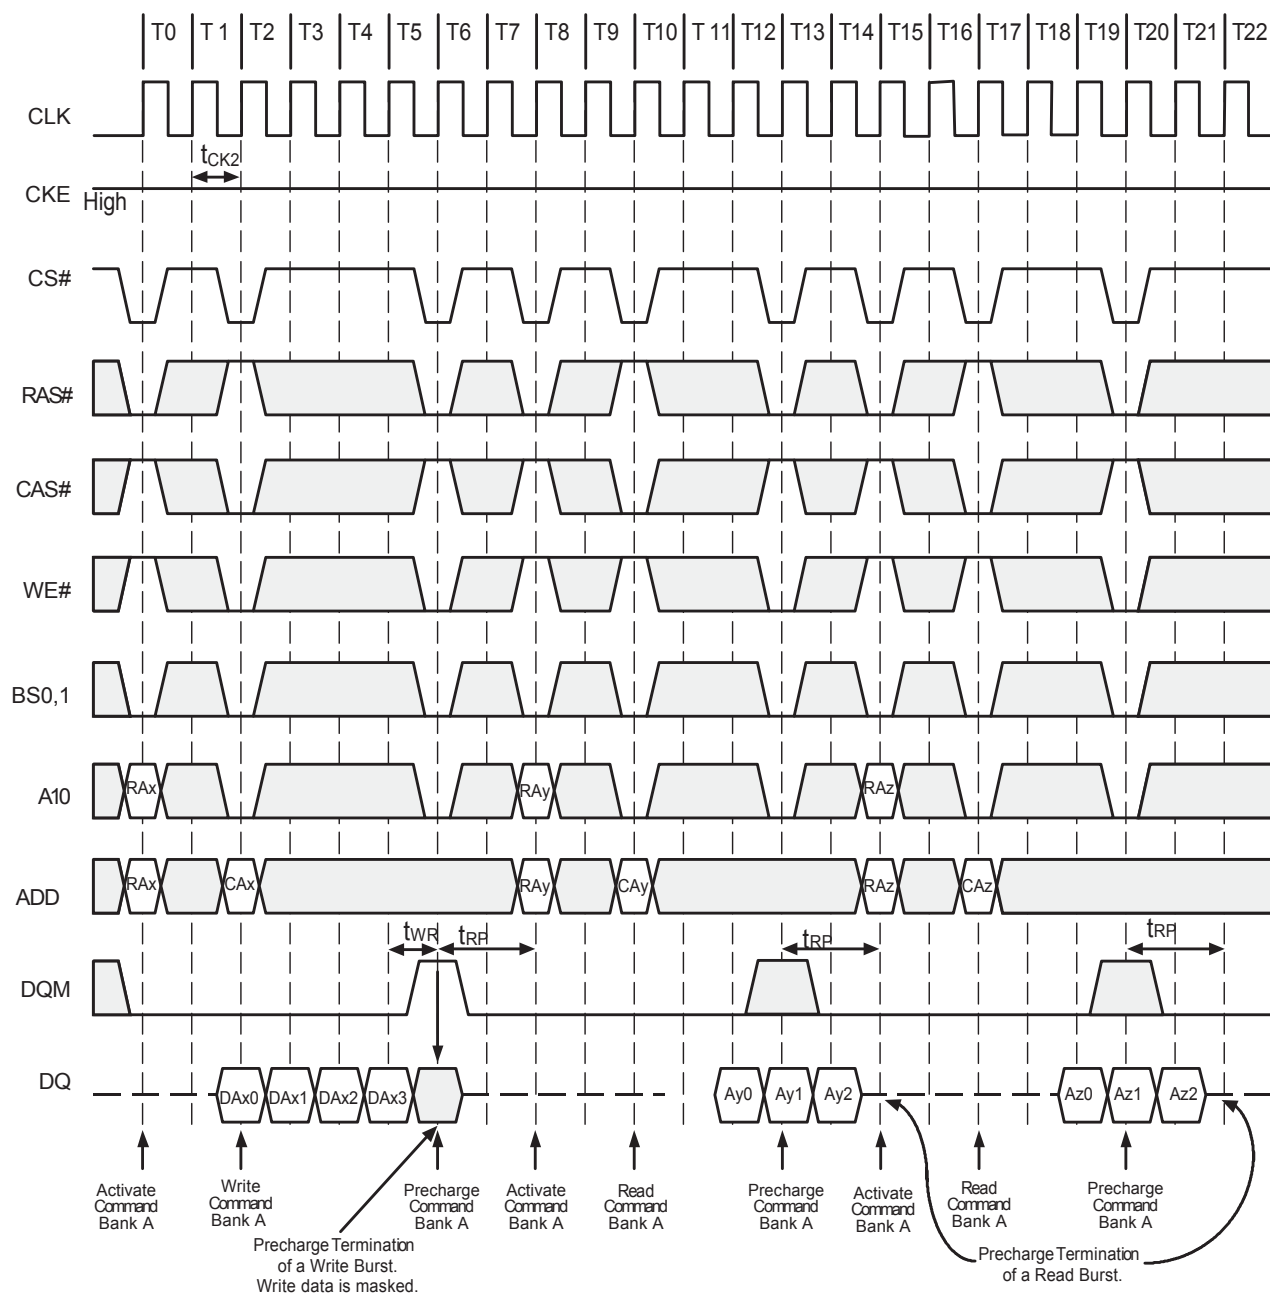 T0 T1 T2 T3 T4 T5 T6 T7 T8 T9 T10 T11 T12 T13 T14 T15 T16 T17 T18 T19 T20 T21 T22
CLK
tCK2
CKE
High
CS#
RAS#
CAS#
WE#
BS0,1
A10
RAx RAy RAz
ADD
RAx CAx RAy CAy RAz CAz
tWR tRP tRP tRP
DQM
DQ
DAx0 DAx1 DAx2 DAx3 Ay0 Ay1 Ay2 Az0 Az1 Az2
Activate
Command
Bank A
Write
Command
Bank A
Precharge
Command
Bank A
Activate
Command
Bank A
Read
Command
Bank A
Precharge
Command
Bank A
Activate
Command
Bank A
Read
Command
Bank A
Precharge
Command
Bank A
Precharge Termination
of a Write Burst.
Write data is masked.
Precharge Termination
of a Read Burst.